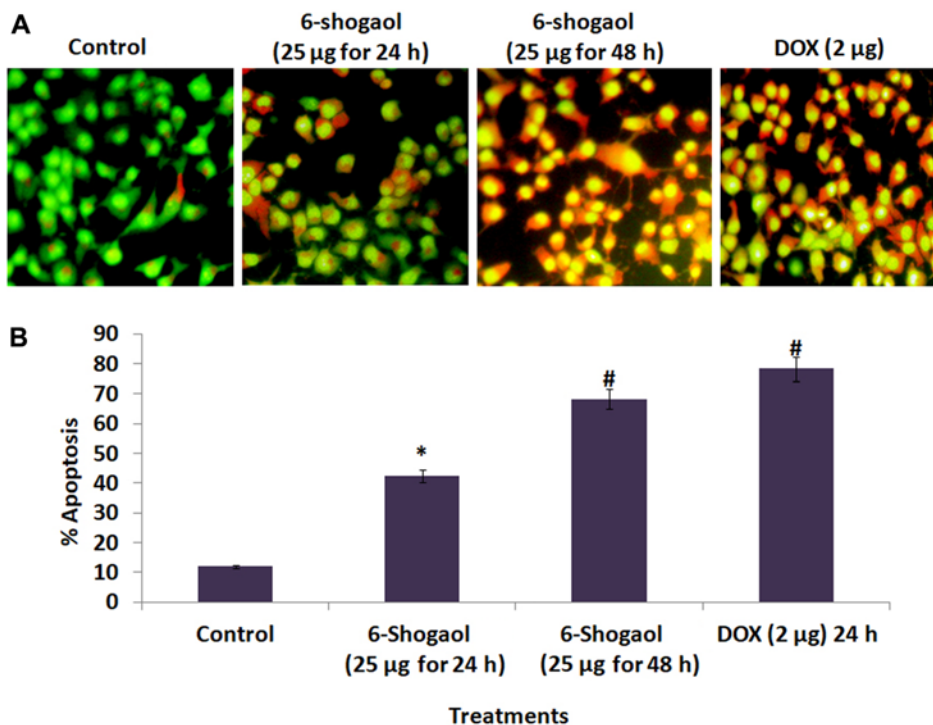 A
Control
6-shogaol
(25 µg for 24 h)
6-shogaol
(25 µg for 48 h)
DOX (2 µg)
B
90
80
70
60
50
40
30
20
10
0
% Apoptosis
*
#
#
Control
6-Shogaol
(25 µg for 24 h)
6-Shogaol
(25 µg for 48 h)
DOX (2 µg) 24 h
Treatments